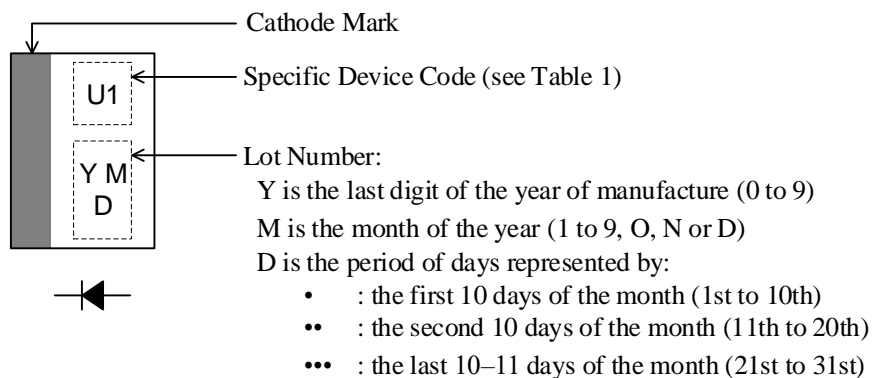 Cathode Mark
Specific Device Code (see Table 1)
U1
Lot Number:
Y M
D
Y is the last digit of the year of manufacture (0 to 9)
M is the month of the year (1 to 9, O, N or D)
D is the period of days represented by:
• : the first 10 days of the month (1st to 10th)
•• : the second 10 days of the month (11th to 20th)
••• : the last 10–11 days of the month (21st to 31st)